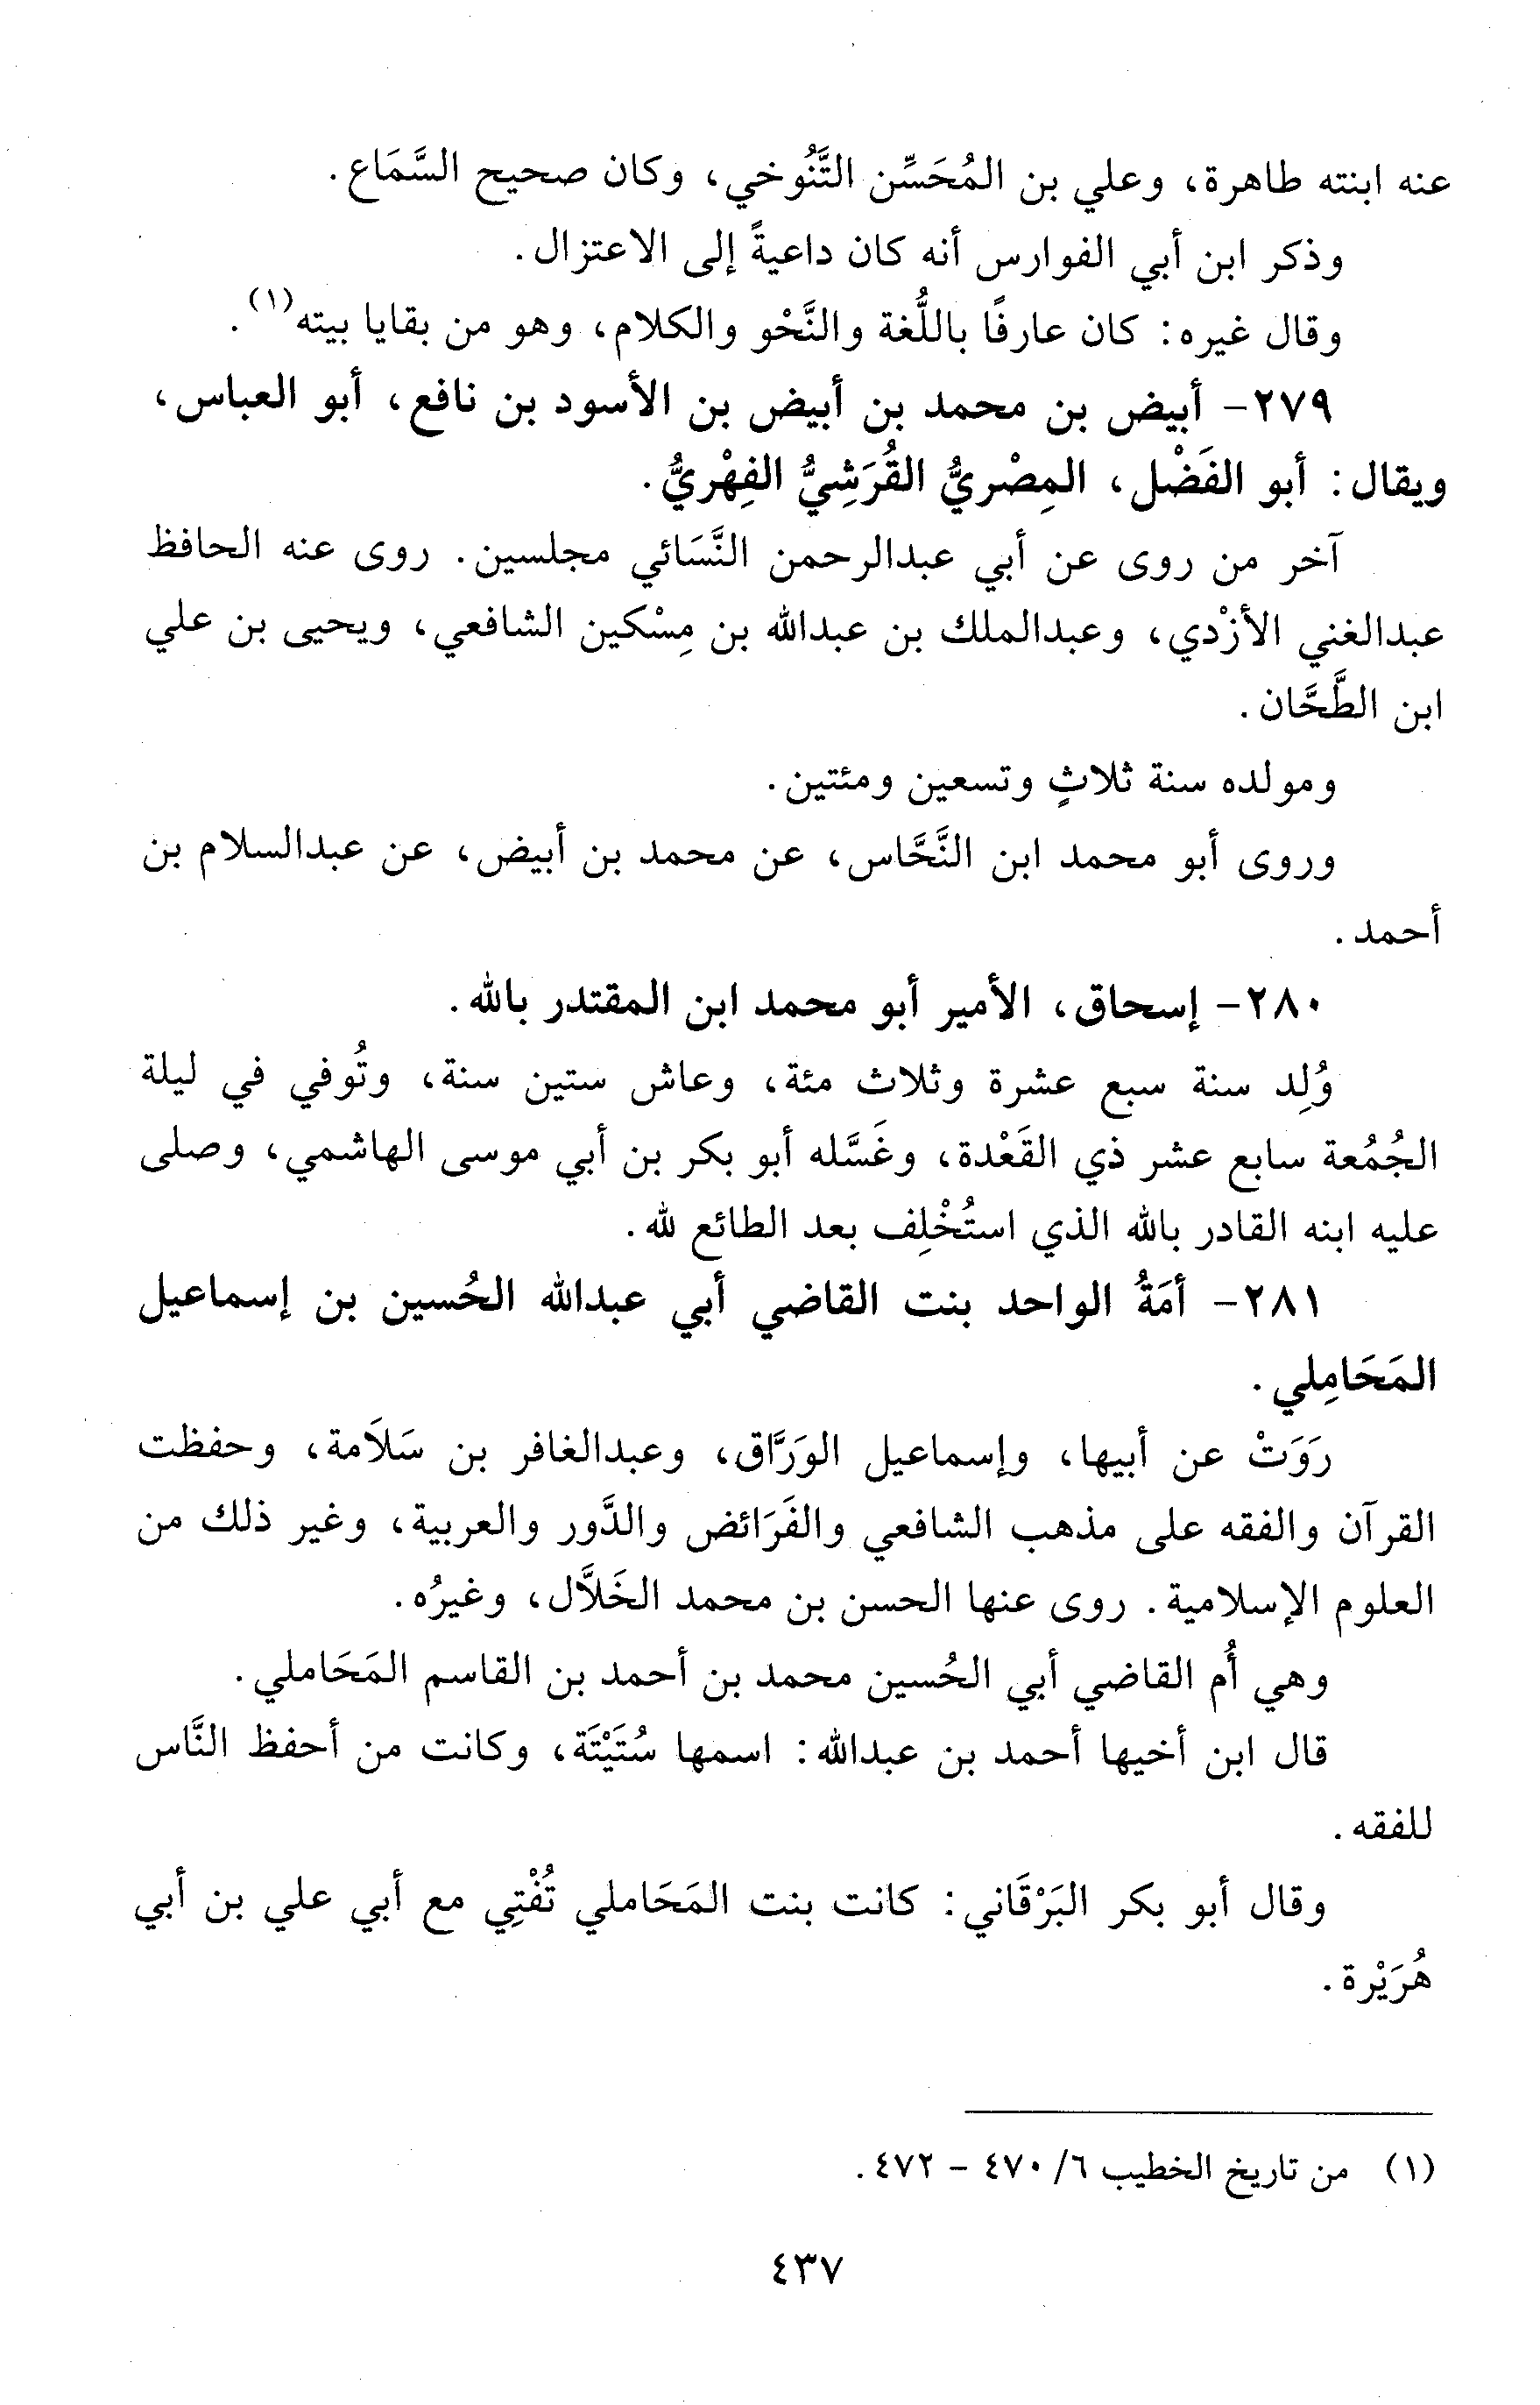 عنه ابنته طاهرة، وعلي بن المُحَسِّن التَّنُوخي، وكان صحيح السَّمَاع.
وذكر ابن أبي الفوارس أنه كان داعيةً إلى الاعتزال.
وقال غيره: كان عارفًا باللُّغة والنَّحْو والكلام، وهو من بقايا بيته(١).
٢٧٩- أبيض بن محمد بن أبيض بن الأسود بن نافع، أبو العباس،
ويقال: أبو الفَضْل، المِصْريُّ القُرَشِيُّ الفِهْريُّ.
آخر من روى عن أبي عبدالرحمن النَّسَائي مجلسين. روى عنه الحافظ
عبدالغني الأزْدي، وعبدالملك بن عبدالله بن مِسْكين الشافعي، ويحيى بن علي
ابن الطَّحَّان.
ومولده سنة ثلاثٍ وتسعين ومئتين.
وروى أبو محمد ابن النَّحَّاس، عن محمد بن أبيض، عن عبدالسلام بن
أحمد.
٢٨٠- إسحاق، الأمير أبو محمد ابن المقتدر بالله.
وُلِد سنة سبع عشرة وثلاث مئة، وعاش ستين سنة، وتُوفي في ليلة
الجُمُعة سابع عشر ذي القَعْدة، وغَسَّله أبو بكر بن أبي موسى الهاشمي، وصلى
عليه ابنه القادر بالله الذي استُخْلِف بعد الطائع لله.
٢٨١- أمَةُ الواحد بنت القاضي أبي عبدالله الحُسين بن إسماعيل
المَحَامِلي.
رَوَتْ عن أبيها، وإسماعيل الوَرَّاق، وعبدالغافر بن سَلاَمة، وحفظت
القرآن والفقه على مذهب الشافعي والفَرَائض والدَّور والعربية، وغير ذلك من
العلوم الإسلامية. روى عنها الحسن بن محمد الخَلاَّل، وغيرُه.
وهي أُم القاضي أبي الحُسين محمد بن أحمد بن القاسم المَحَاملي.
قال ابن أخيها أحمد بن عبدالله: اسمها سُتَيْتَة، وكانت من أحفظ النَّاس
للفقه.
وقال أبو بكر البَرْقَاني: كانت بنت المَحَاملي تُفْتِي مع أبي علي بن أبي
هُرَيْرة.
(١) من تاريخ الخطيب ٦/ ٤٧٠ - ٤٧٢.
٤٣٧